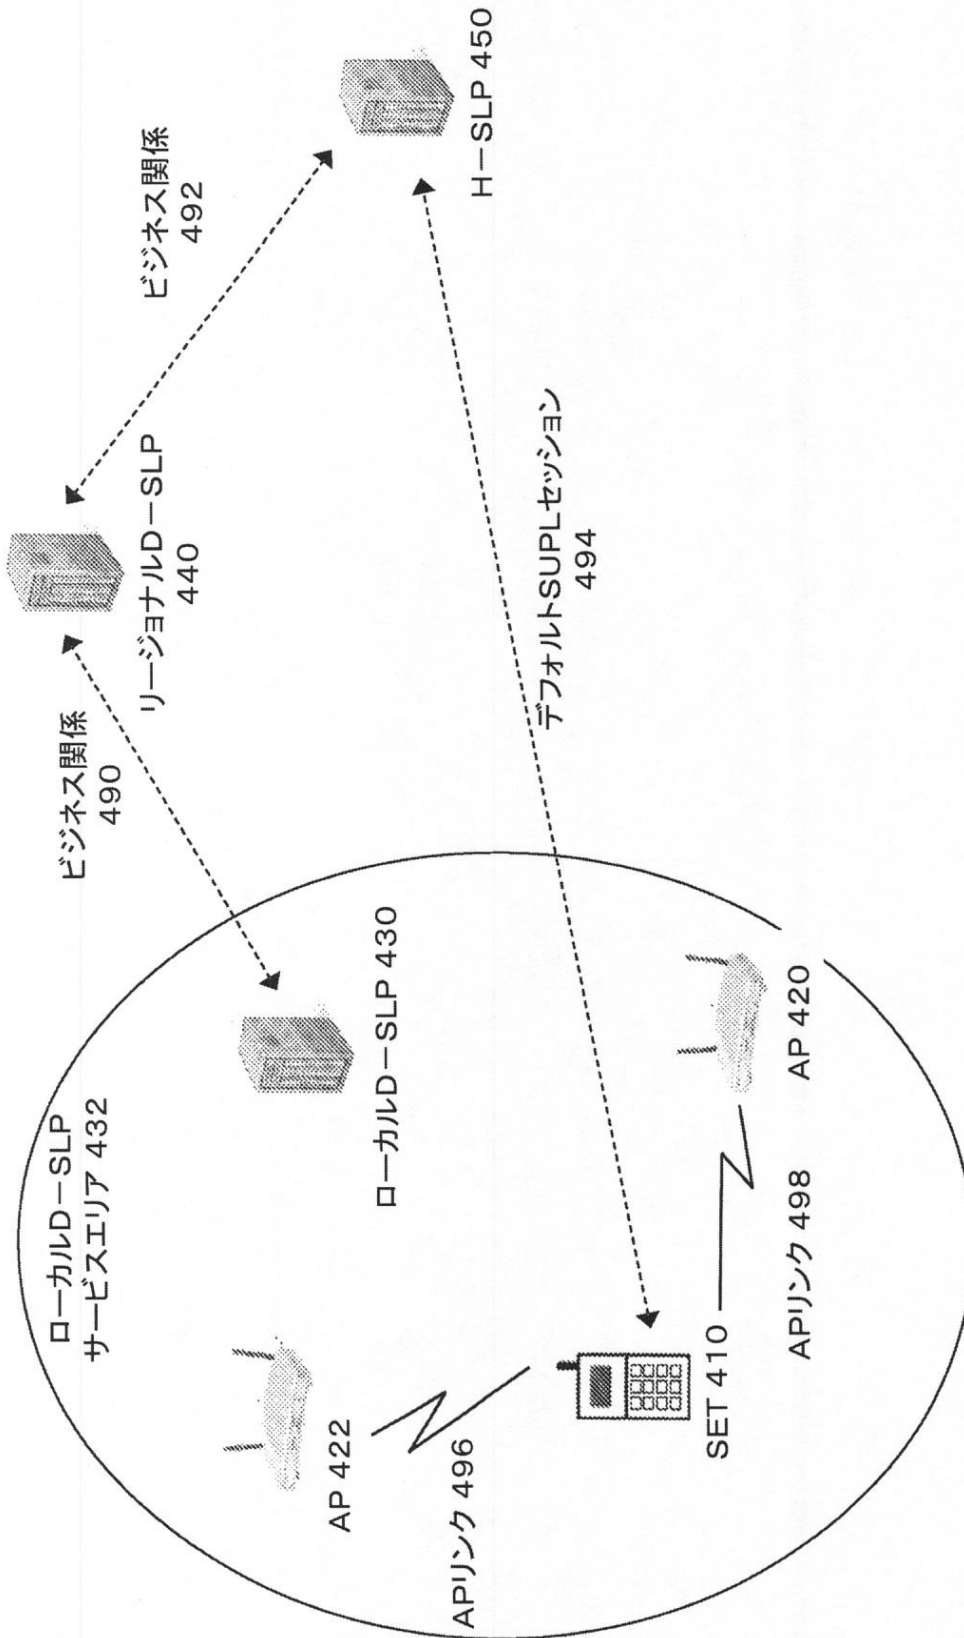 ローカルD－SLP
サービスエリア 432
AP 422
APリンク 496
SET 410
APリンク 498
AP 420
ローカルD－SLP 430
ビジネス関係
490
リージョナルD－SLP
440
ビジネス関係
492
デフォルトSUPLセッション
494
H－SLP 450